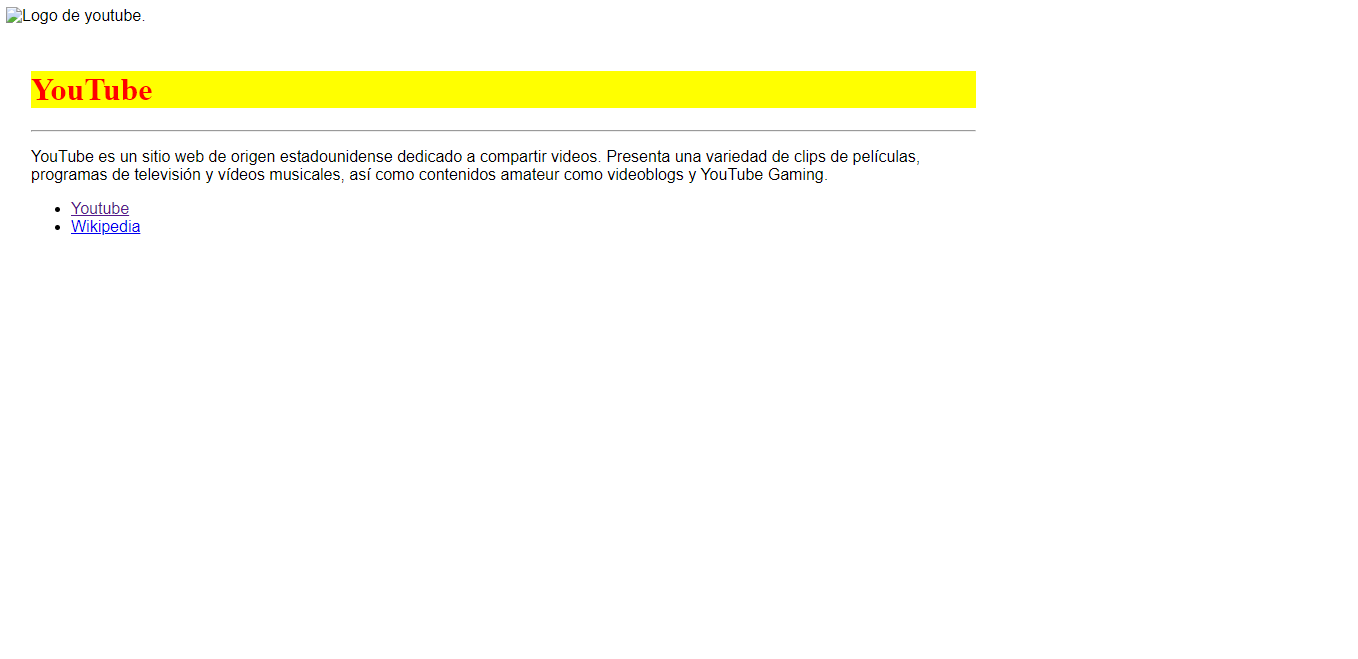 Logo de youtube.
YouTube
YouTube es un sitio web de origen estadounidense dedicado a compartir videos. Presenta una variedad de clips de películas,
programas de televisión y vídeos musicales, así como contenidos amateur como videoblogs y YouTube Gaming.
Youtube
Wikipedia